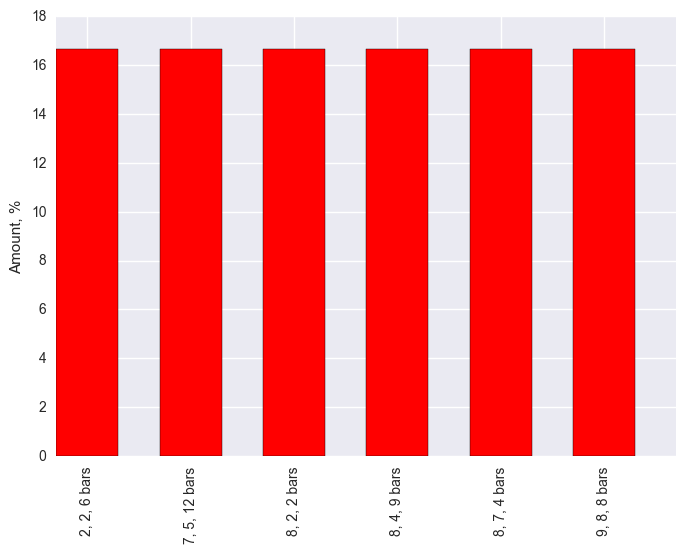 18
16
14
12
10
8
6
4
2
0
Amount, %
2, 2, 6 bars
7, 5, 12 bars
8, 2, 2 bars
8, 4, 9 bars
8, 7, 4 bars
9, 8, 8 bars